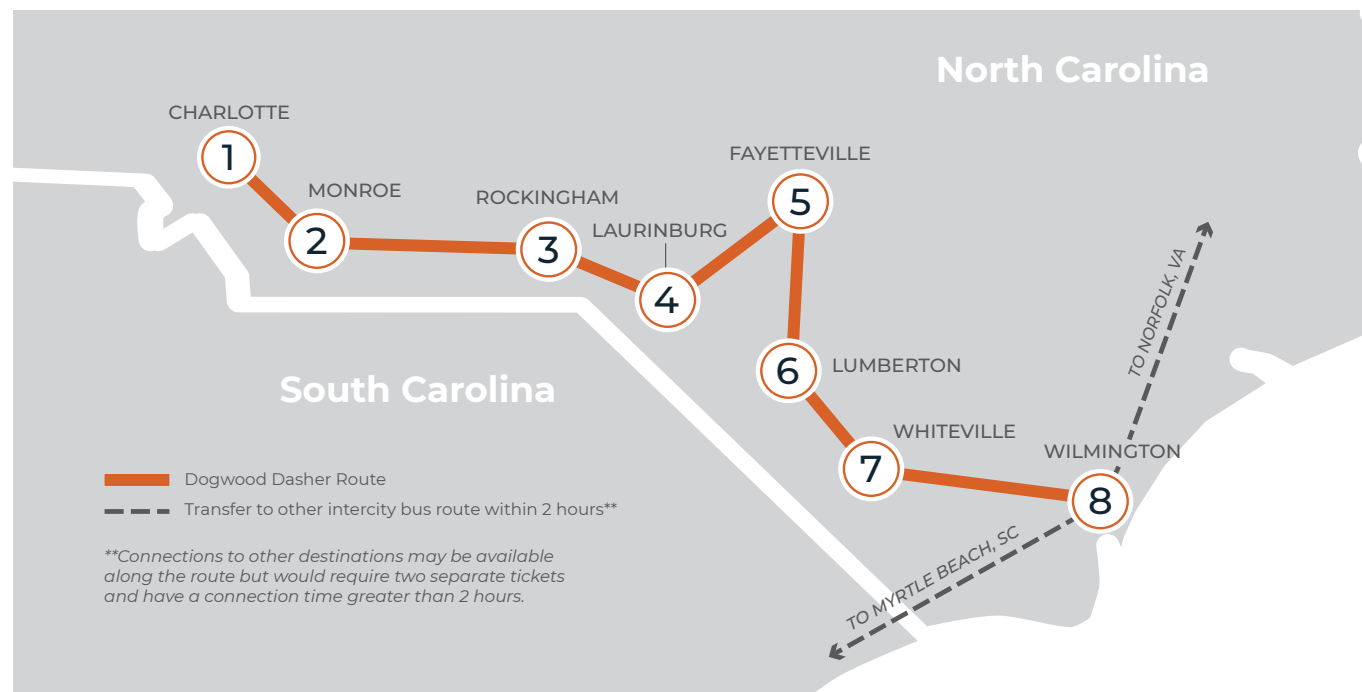 North Carolina
CHARLOTTE
1
MONROE
2
ROCKINGHAM
3
LAURINBURG
4
FAYETTEVILLE
5
6
LUMBERTON
WHITEVILLE
7
WILMINGTON
8
TO NORFOLK, VA
TO MYRTLE BEACH, SC
South Carolina
Dogwood Dasher Route
Transfer to other intercity bus route within 2 hours**
**Connections to other destinations may be available
along the route but would require two separate tickets
and have a connection time greater than 2 hours.